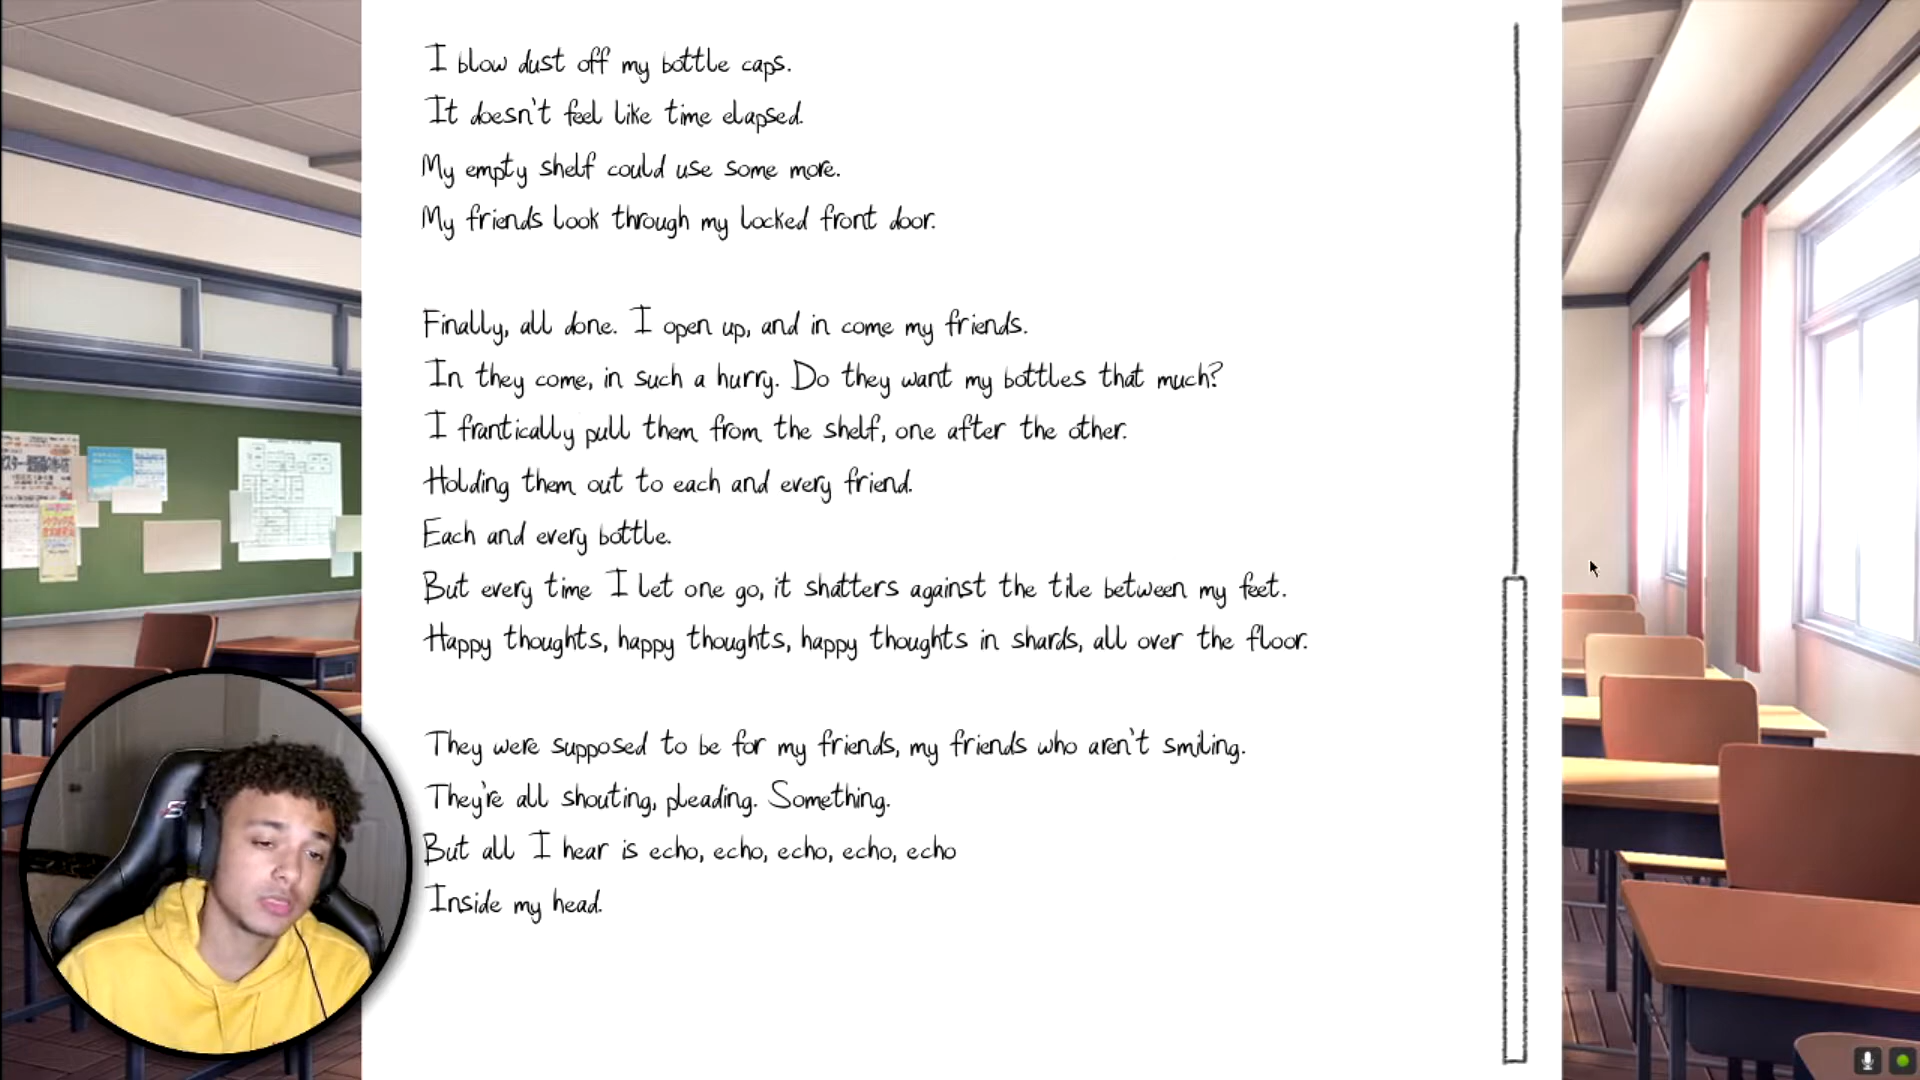 I blow dust off my bottle caps.
It doesn't feel like time elapsed.
My empty shelf could use some more.
My friends look through my locked front door.
Finally, all done. I open up, and in come my friends.
In they come, in such a hurry. Do they want my bottles that much?
I frantically pull them from the shelf, one after the other.
Holding them out to each and every friend.
Each and every bottle.
But every time I let one go, it shatters against the tile between my feet.
Happy thoughts, happy thoughts, happy thoughts in shards, all over the floor.
They were supposed to be for my friends, my friends who aren't smiling.
They're all shouting, pleading. Something.
But all I hear is echo, echo, echo, echo, echo
Inside my head.